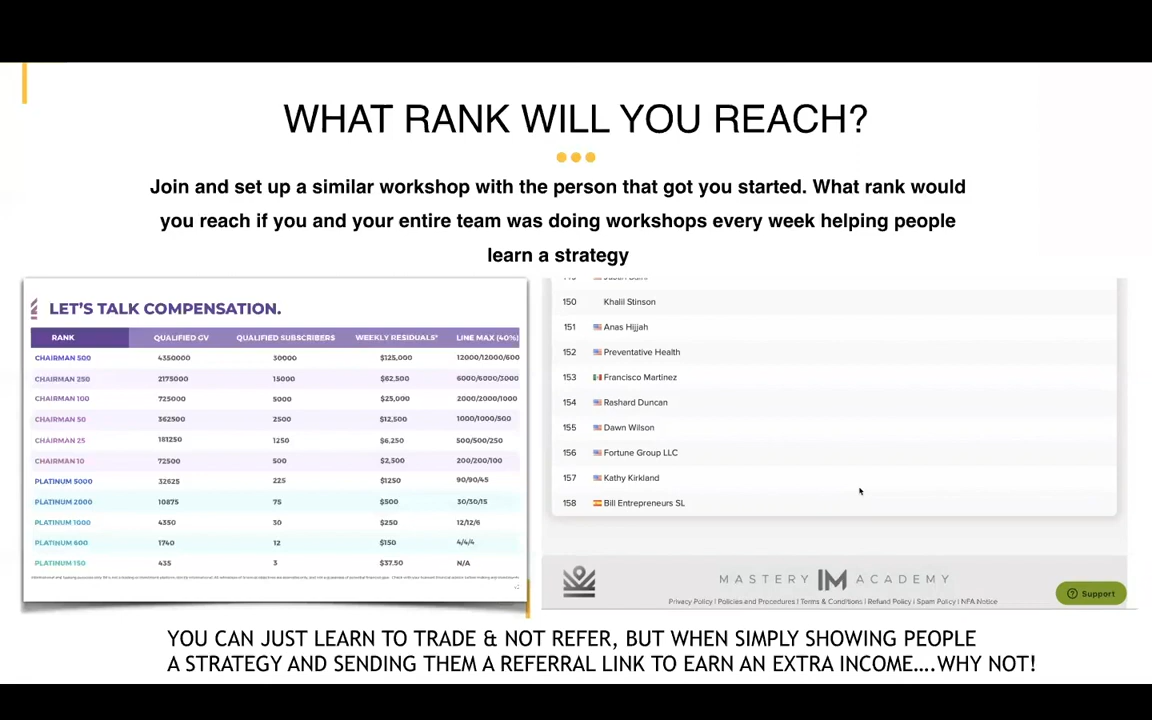 WHAT RANK WILL YOU REACH?
Join and set up a similar workshop with the person that got you started. What rank would
you reach if you and your entire team was doing workshops every week helping people
learn a strategy
LET'S TALK COMPENSATION.
RANK QUALIFIED GV QUALIFIED SUBSCRIBERS WEEKLY RESIDUALS* LINE MAX (40%)
CHAIRMAN 500 4350000 30000 $125,000 12000/12000/600
CHAIRMAN 250 2175000 15000 $62,500 6000/6000/3000
CHAIRMAN 100 725000 5000 $25,000 2000/2000/1000
CHAIRMAN 50 362500 2500 $12,500 1000/1000/500
CHAIRMAN 25 181250 1250 $6,250 500/500/250
CHAIRMAN 10 72500 500 $2,500 200/200/100
PLATINUM 5000 32625 225 $1250 90/90/45
PLATINUM 2000 10875 75 $500 30/30/15
PLATINUM 1000 4350 30 $250 12/12/6
PLATINUM 600 1740 12 $150 4/4/4
PLATINUM 150 435 3 $37.50 N/A
150 Khalil Stinson
151 Anas Hijjah
152 Preventative Health
153 Francisco Martinez
154 Rashard Duncan
155 Dawn Wilson
156 Fortune Group LLC
157 Kathy Kirkland
158 Bill Entrepreneurs SL
MASTERY IM ACADEMY
Privacy Policy | Policies and Procedures | Terms & Conditions | Refund Policy | Spam Policy | NFA Notice
Support
YOU CAN JUST LEARN TO TRADE & NOT REFER, BUT WHEN SIMPLY SHOWING PEOPLE
A STRATEGY AND SENDING THEM A REFERRAL LINK TO EARN AN EXTRA INCOME....WHY NOT!